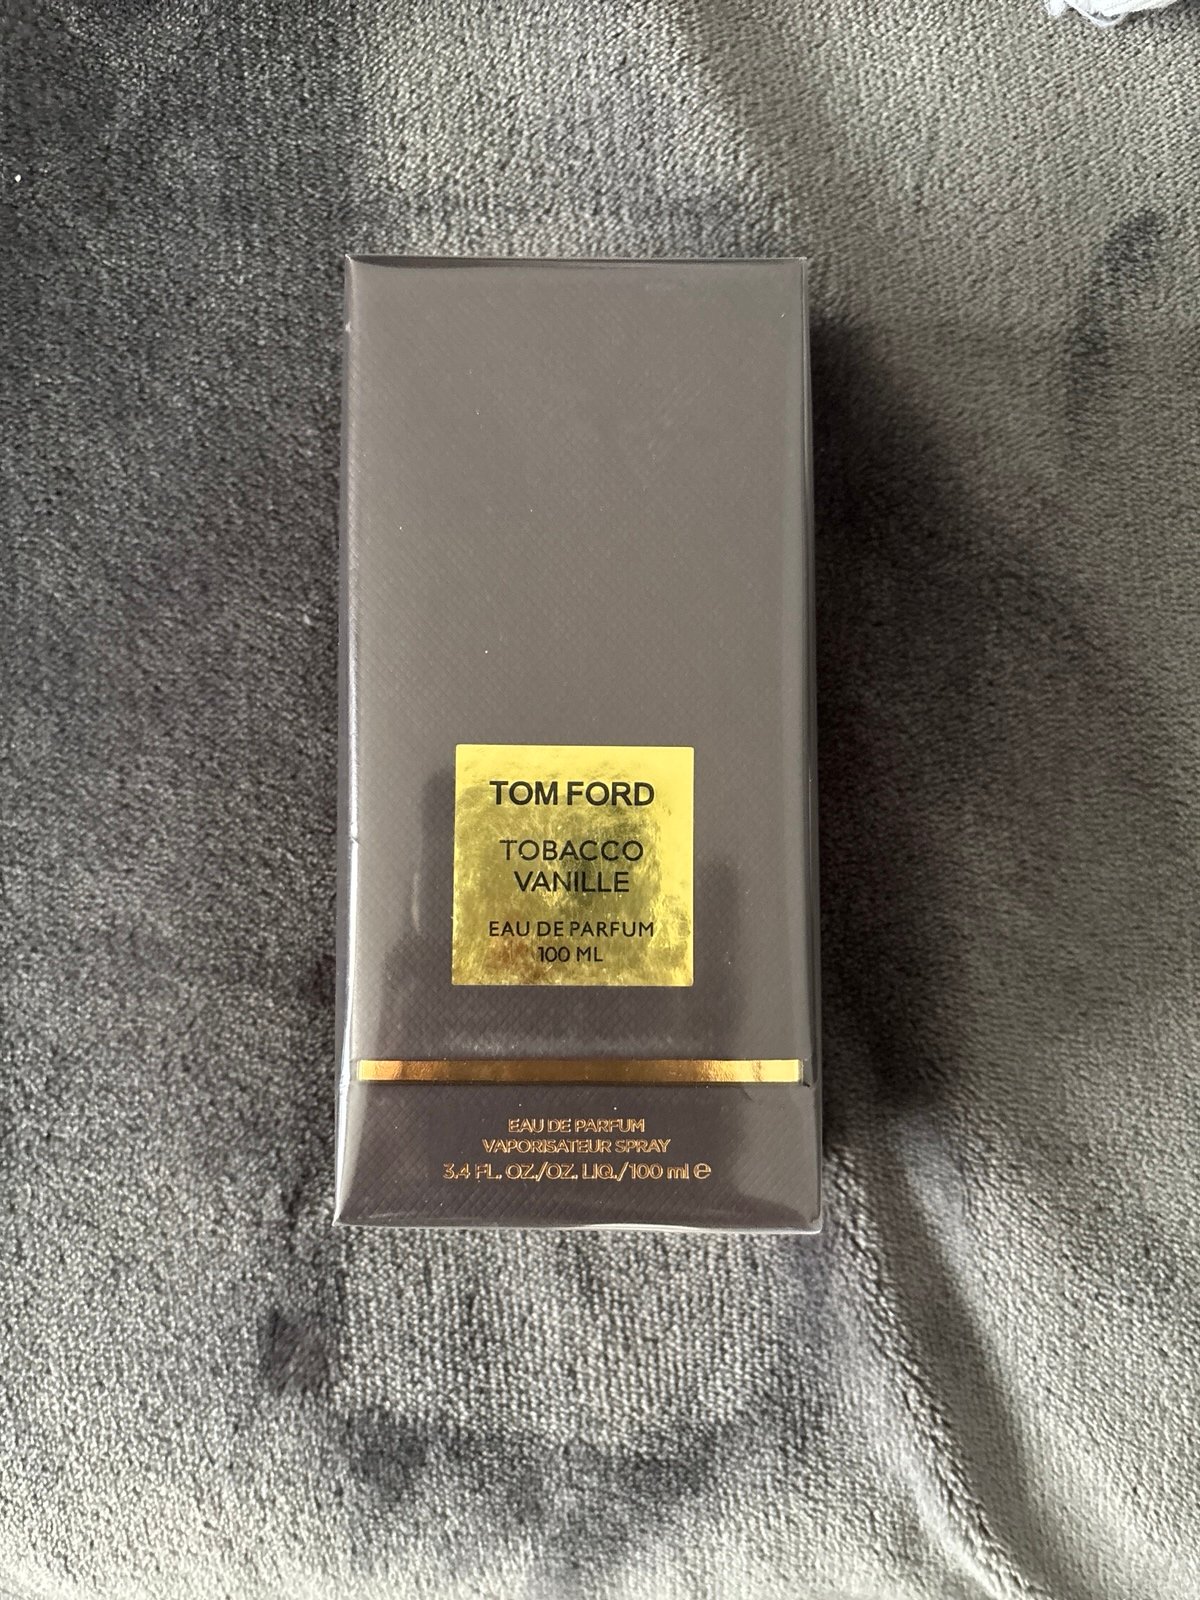 TOM FORD
TOBACCO
VANILLE
EAU DE PARFUM
100 ML
EAU DE PARFUM
VAPORISATEUR SPRAY
3.4 FL. OZ./OZ. LIQ./100 ml ℮